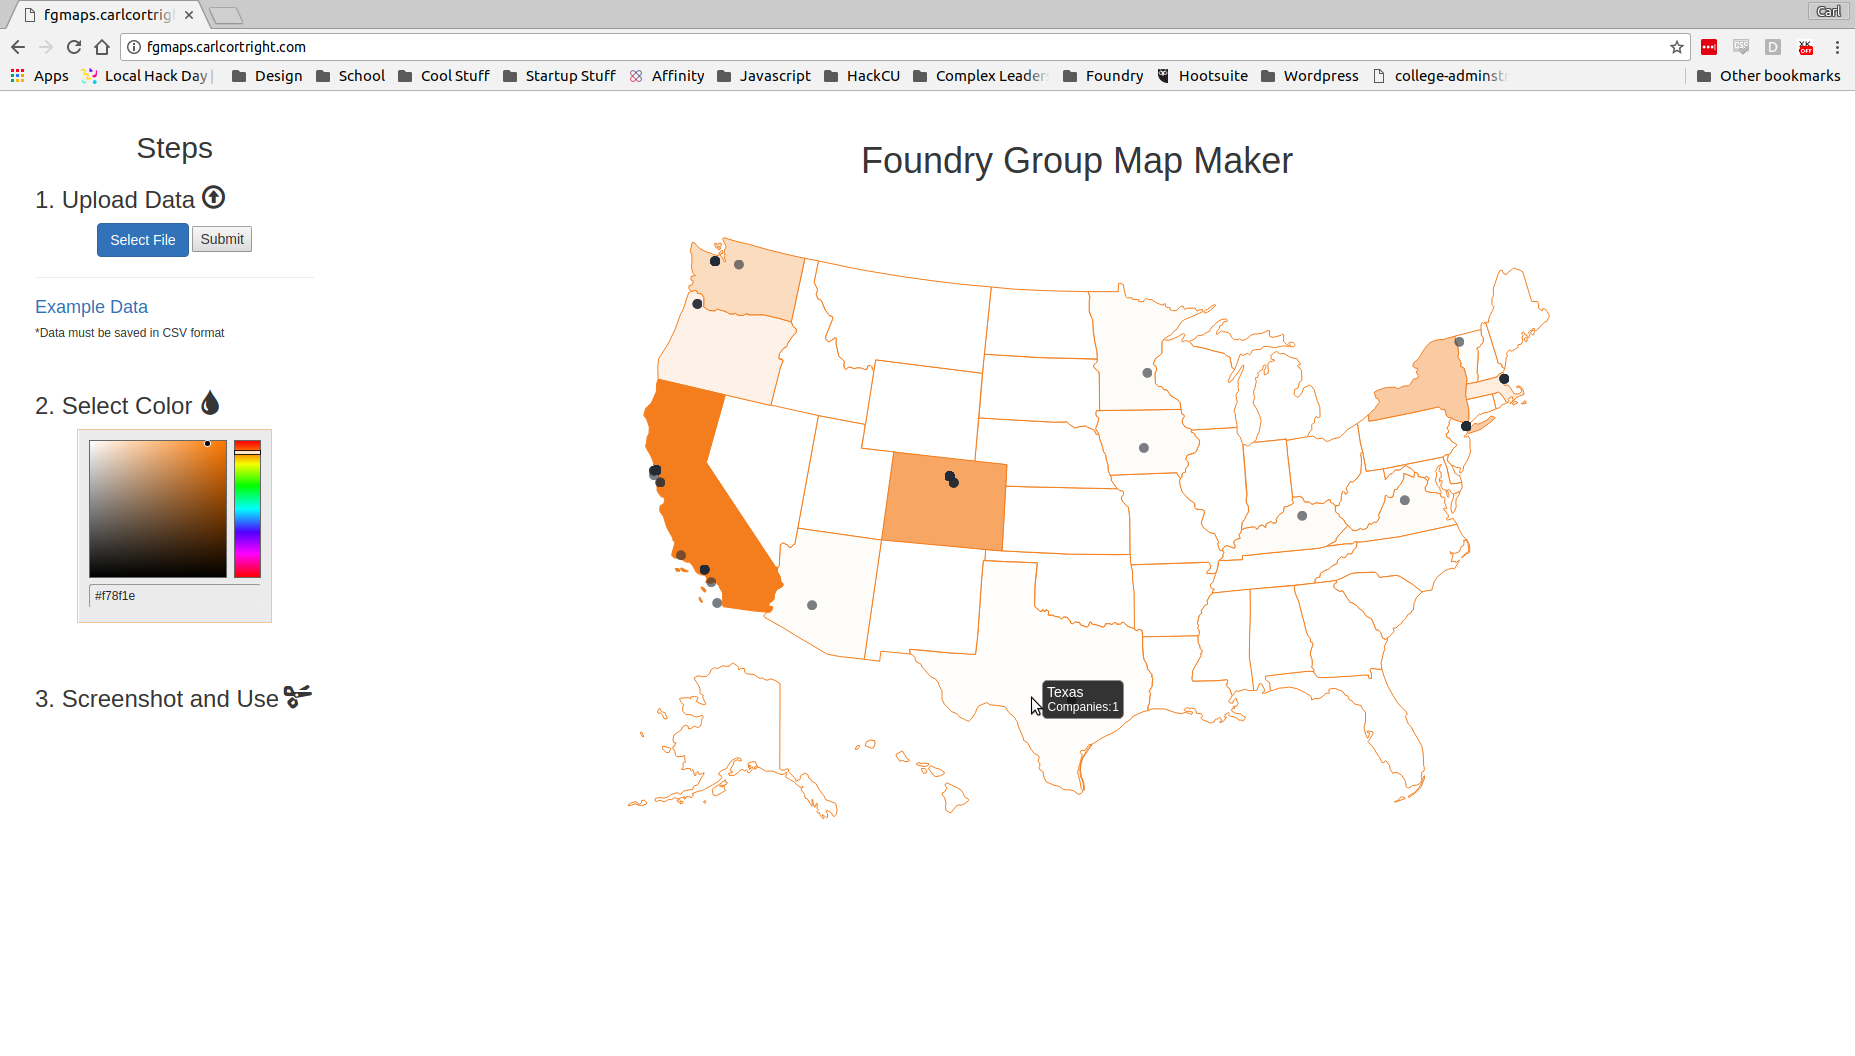 fgmaps.carlcortrig
Carl
fgmaps.carlcortright.com
Apps
Local Hack Day
Design
School
Cool Stuff
Startup Stuff
Affinity
Javascript
HackCU
Complex Leader
Foundry
Hootsuite
Wordpress
college-adminst
Other bookmarks
Steps
1. Upload Data
Select File
Submit
Example Data
*Data must be saved in CSV format
2. Select Color
#f78f1e
3. Screenshot and Use
Foundry Group Map Maker
Texas
Companies:1